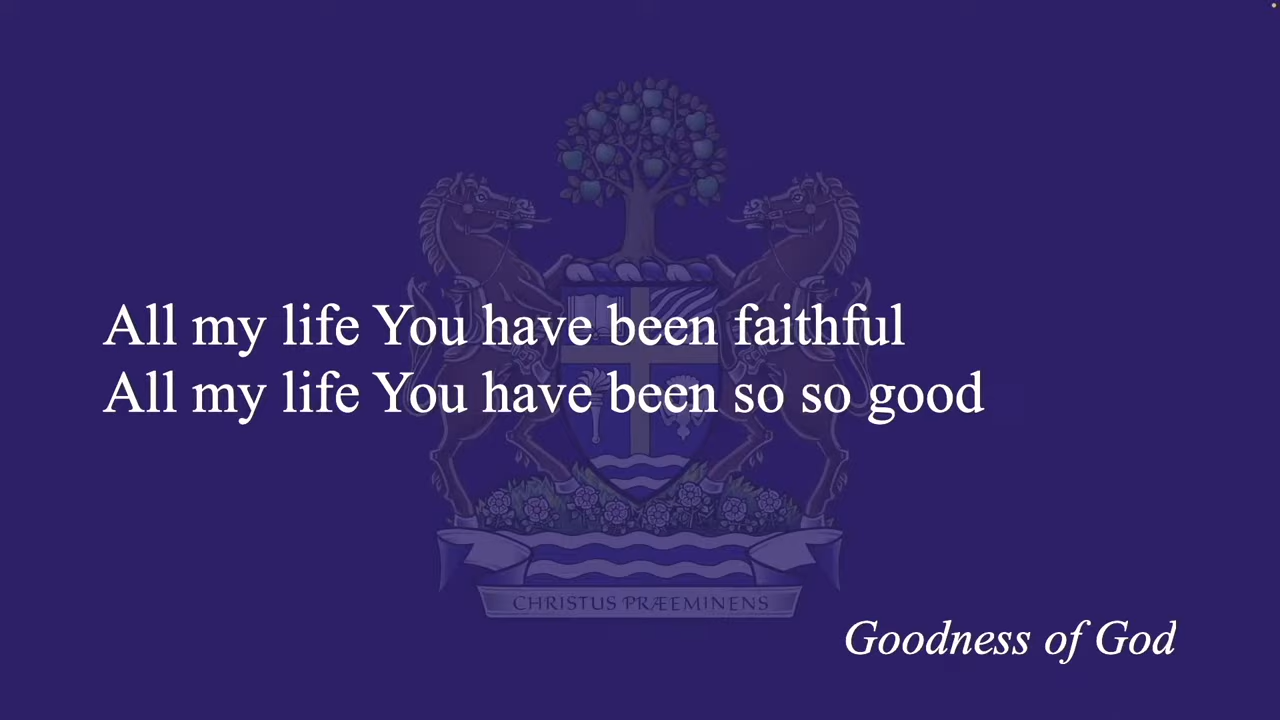 All my life You have been faithful
All my life You have been so so good
CHRISTUS PRÆEMINENS
Goodness of God